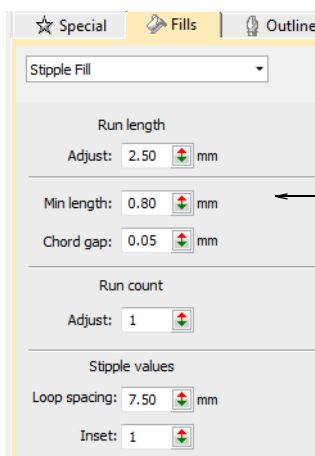 Special Fills Outline
Stipple Fill
Run length
Adjust: 2.50 mm
Min length: 0.80 mm
Chord gap: 0.05 mm
Run count
Adjust: 1
Stipple values
Loop spacing: 7.50 mm
Inset: 1